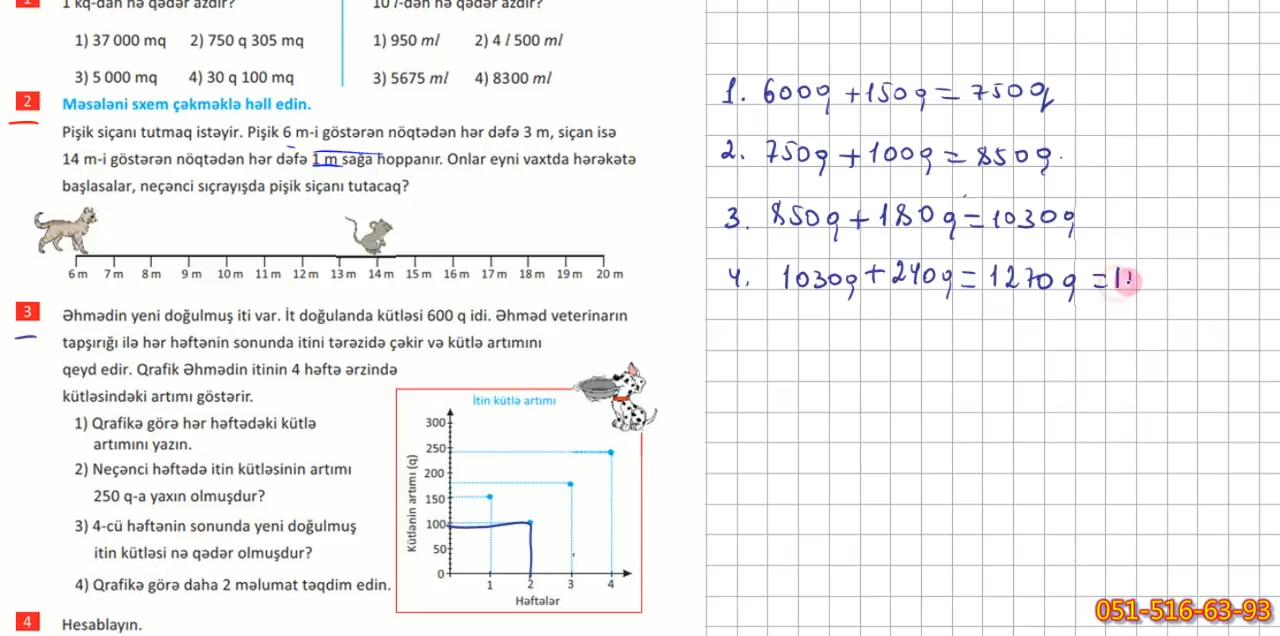 1
1 kq-dan nə qədər azdır?
1) 37 000 mq 2) 750 q 305 mq
3) 5 000 mq 4) 30 q 100 mq
10 l-dən nə qədər azdır?
1) 950 ml 2) 4 l 500 ml
3) 5675 ml 4) 8300 ml
2 Məsələni sxem çəkməklə həll edin.
Pişik siçanı tutmaq istəyir. Pişik 6 m-i göstərən nöqtədən hər dəfə 3 m, siçan isə
14 m-i göstərən nöqtədən hər dəfə 1 m sağa hoppanır. Onlar eyni vaxtda hərəkətə
başlasalar, neçənci sıçrayışda pişik siçanı tutacaq?
6 m 7 m 8 m 9 m 10 m 11 m 12 m 13 m 14 m 15 m 16 m 17 m 18 m 19 m 20 m
3 Əhmədin yeni doğulmuş iti var. İt doğulanda kütləsi 600 q idi. Əhməd veterinarın
tapşırığı ilə hər həftənin sonunda itini tərəzidə çəkir və kütlə artımını
qeyd edir. Qrafik Əhmədin itinin 4 həftə ərzində
kütləsindəki artımı göstərir.
1) Qrafikə görə hər həftədəki kütlə
artımını yazın.
2) Neçənci həftədə itin kütləsinin artımı
250 q-a yaxın olmuşdur?
3) 4-cü həftənin sonunda yeni doğulmuş
itin kütləsi nə qədər olmuşdur?
4) Qrafikə görə daha 2 məlumat təqdim edin.
İtin kütlə artımı
Kütlənin artımı (q)
300
250
200
150
100
50
0
1 2 3 4
Həftələr
4 Hesablayın.
1. 600q + 150q = 750q
2. 750q + 100q = 850q.
3. 850q + 180q = 1030q
4. 1030q + 240q = 1270q = 1
051-516-63-93